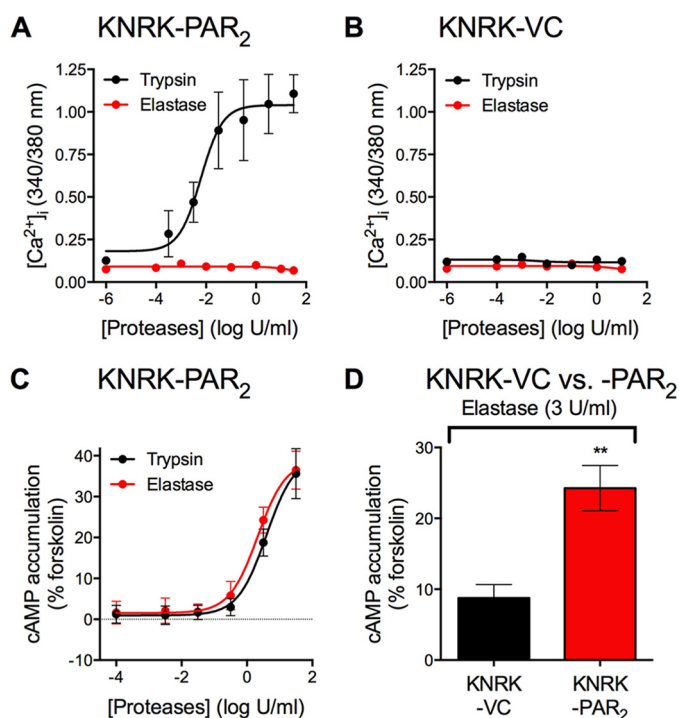 A KNRK-PAR2
[Ca2+]i (340/380 nm)
1.25
1.00
0.75
0.50
0.25
0.00
Trypsin
Elastase
-6 -4 -2 0 2
[Proteases] (log U/ml)
B KNRK-VC
[Ca2+]i (340/380 nm)
1.25
1.00
0.75
0.50
0.25
0.00
Trypsin
Elastase
-6 -4 -2 0 2
[Proteases] (log U/ml)
C KNRK-PAR2
cAMP accumulation
(% forskolin)
40
30
20
10
0
-10
Trypsin
Elastase
-4 -2 0 2
[Proteases] (log U/ml)
D KNRK-VC vs. -PAR2
Elastase (3 U/ml)
cAMP accumulation
(% forskolin)
30
20
10
0
**
KNRK
-VC
KNRK
-PAR2